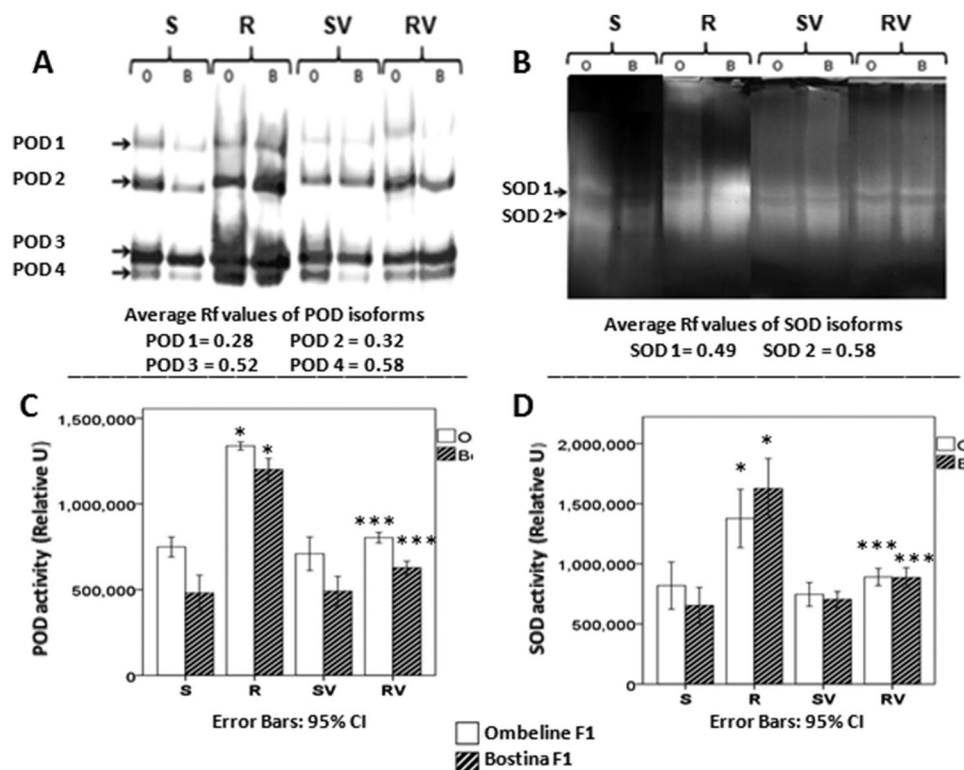 S R SV RV
A
O B O B O B O B
POD 1
POD 2
POD 3
POD 4
Average Rf values of POD isoforms
POD 1= 0.28 POD 2 = 0.32
POD 3 = 0.52 POD 4 = 0.58
S R SV RV
B
O B O B O B O B
SOD 1
SOD 2
Average Rf values of SOD isoforms
SOD 1= 0.49 SOD 2 = 0.58
C
POD activity (Relative U)
1,500,000
1,000,000
500,000
0
* * *** ***
O
B
S R SV RV
Error Bars: 95% CI
D
SOD activity (Relative U)
2,000,000
1,500,000
1,000,000
500,000
0
* * *** ***
B
S R SV RV
Error Bars: 95% CI
Ombeline F1
Bostina F1